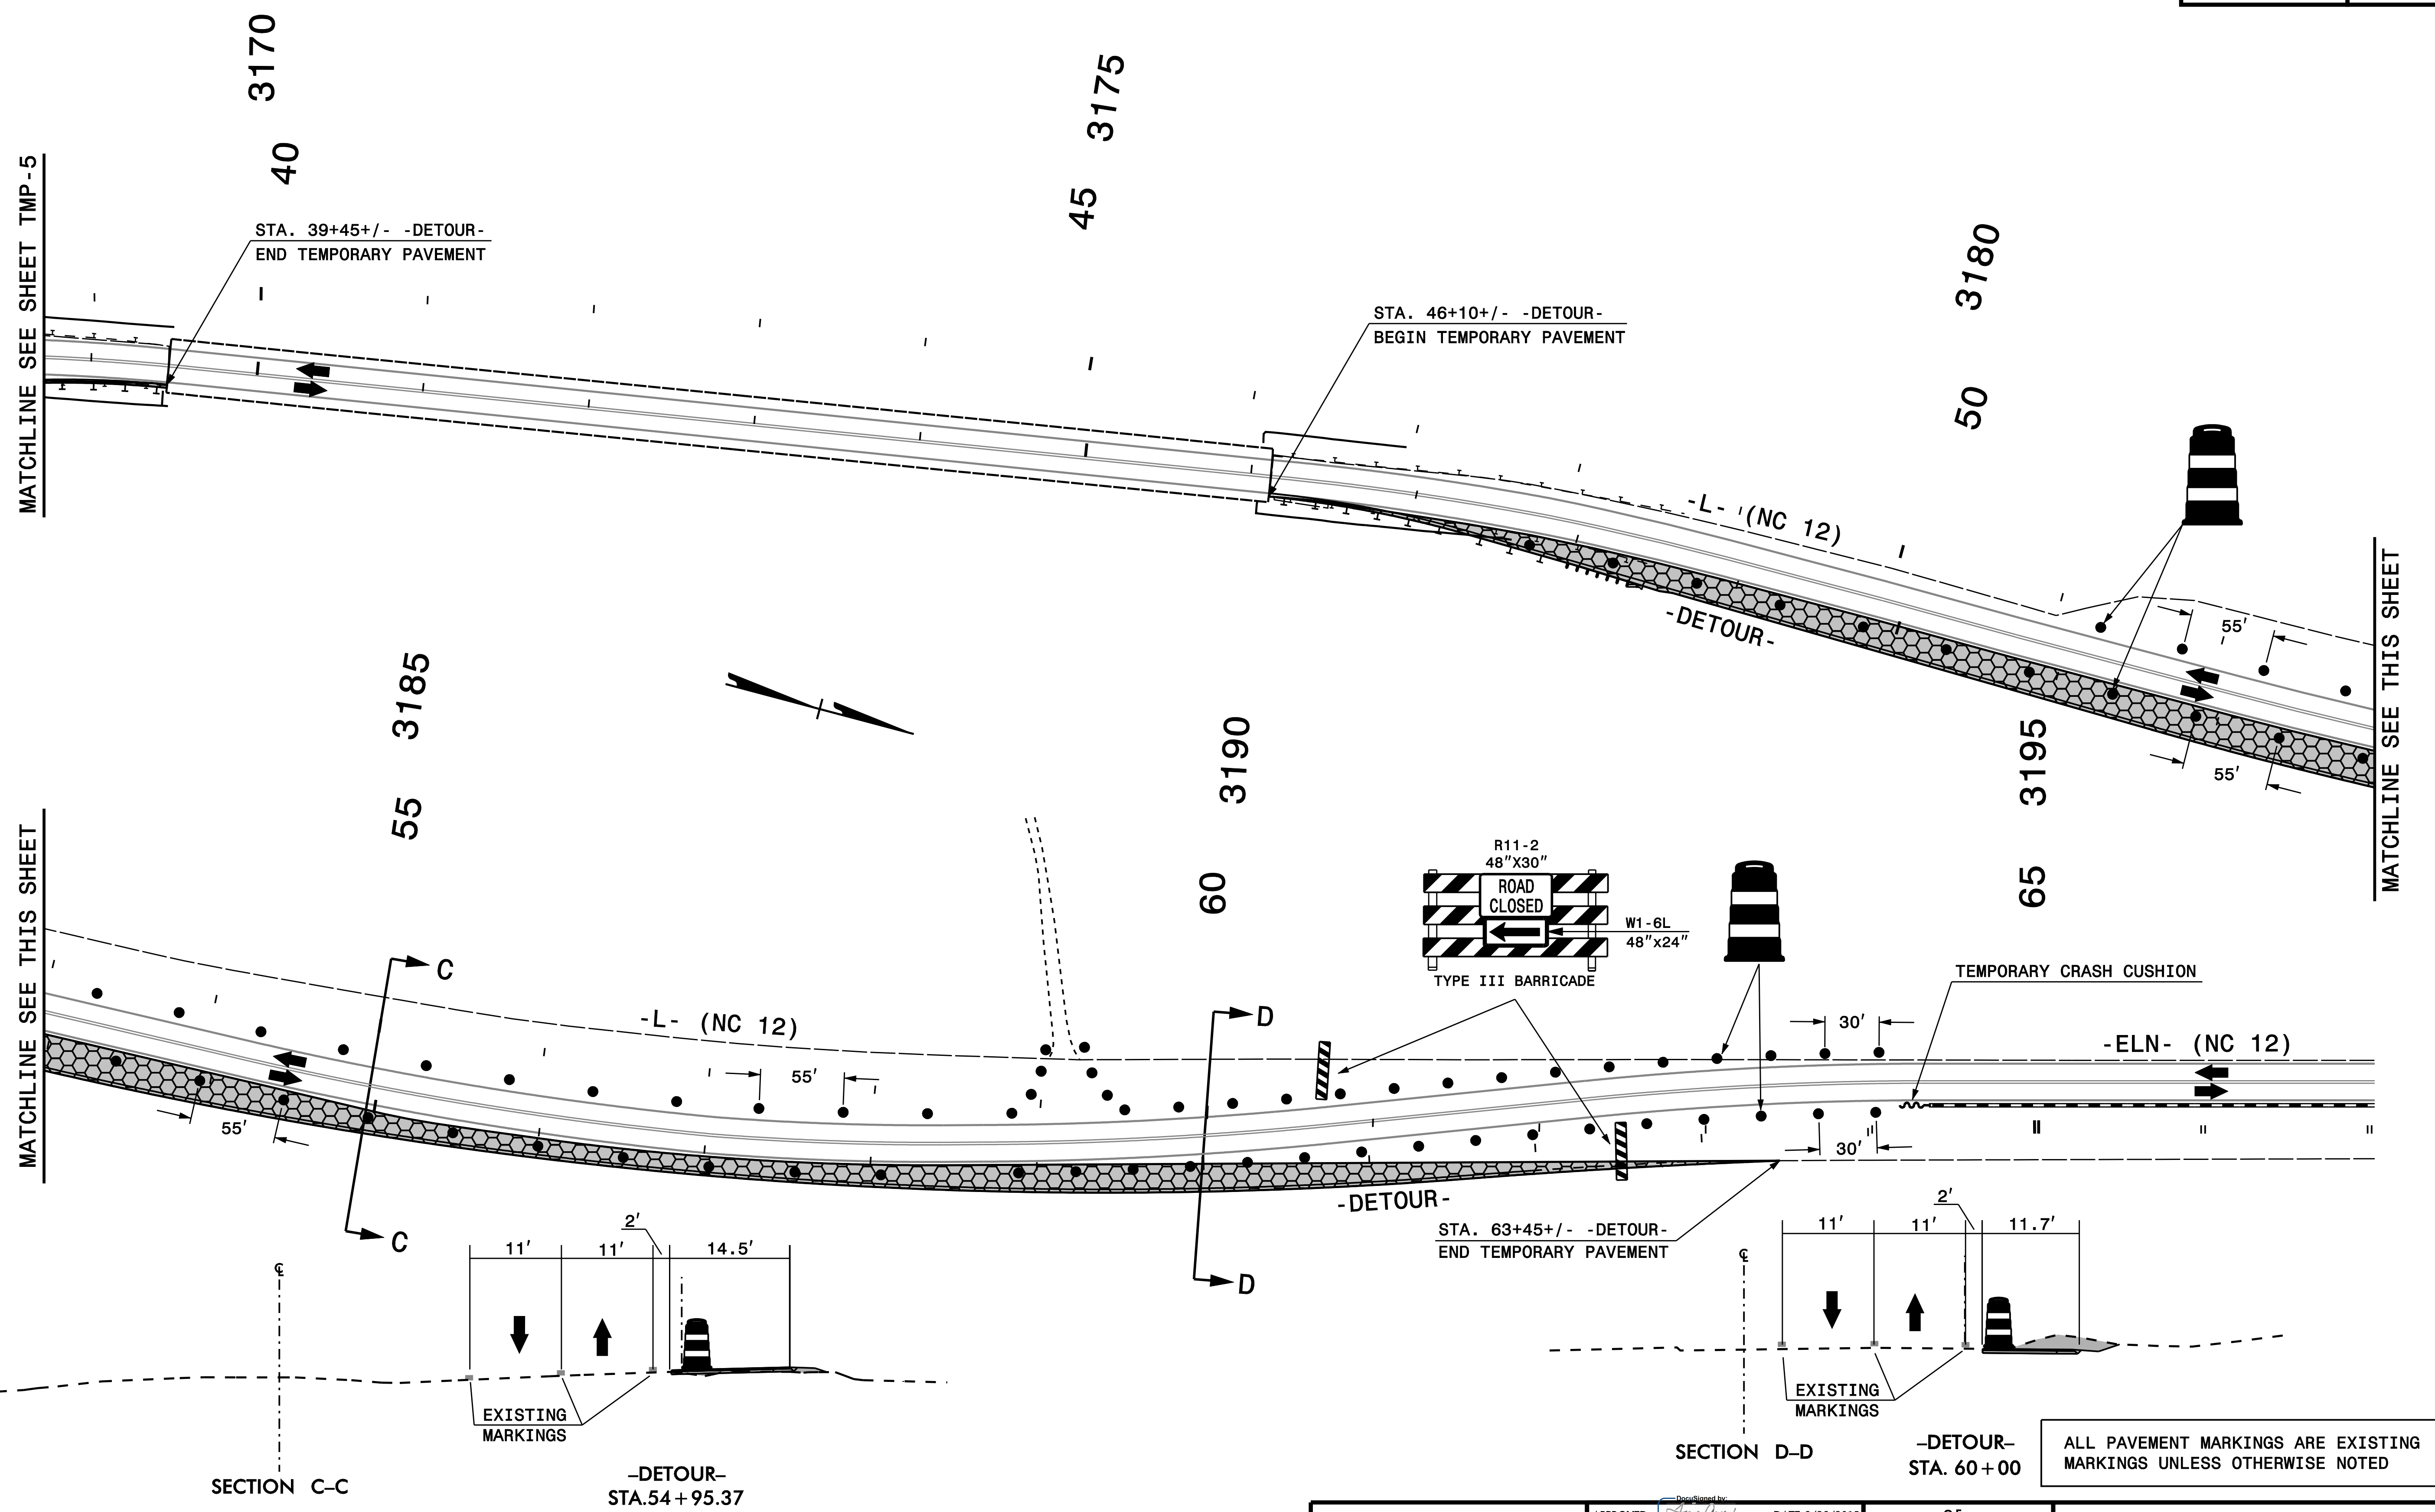 3170
40
3175
45
3180
50
MATCHLINE SEE SHEET TMP-5
STA. 39+45+/- -DETOUR-
END TEMPORARY PAVEMENT
STA. 46+10+/- -DETOUR-
BEGIN TEMPORARY PAVEMENT
-L- (NC 12)
-DETOUR-
55'
55'
MATCHLINE SEE THIS SHEET
3185
55
3190
60
3195
65
MATCHLINE SEE THIS SHEET
R11-2
48"X30"
ROAD
CLOSED
W1-6L
48"x24"
TYPE III BARRICADE
TEMPORARY CRASH CUSHION
C
C
-L- (NC 12)
55'
55'
D
D
30'
30'
-ELN- (NC 12)
-DETOUR-
STA. 63+45+/- -DETOUR-
END TEMPORARY PAVEMENT
℄
11'
11'
2'
14.5'
EXISTING
MARKINGS
SECTION C–C
–DETOUR–
STA.54+95.37
℄
11'
11'
2'
11.7'
EXISTING
MARKINGS
SECTION D–D
–DETOUR–
STA. 60+00
ALL PAVEMENT MARKINGS ARE EXISTING
MARKINGS UNLESS OTHERWISE NOTED
DocuSigned by: